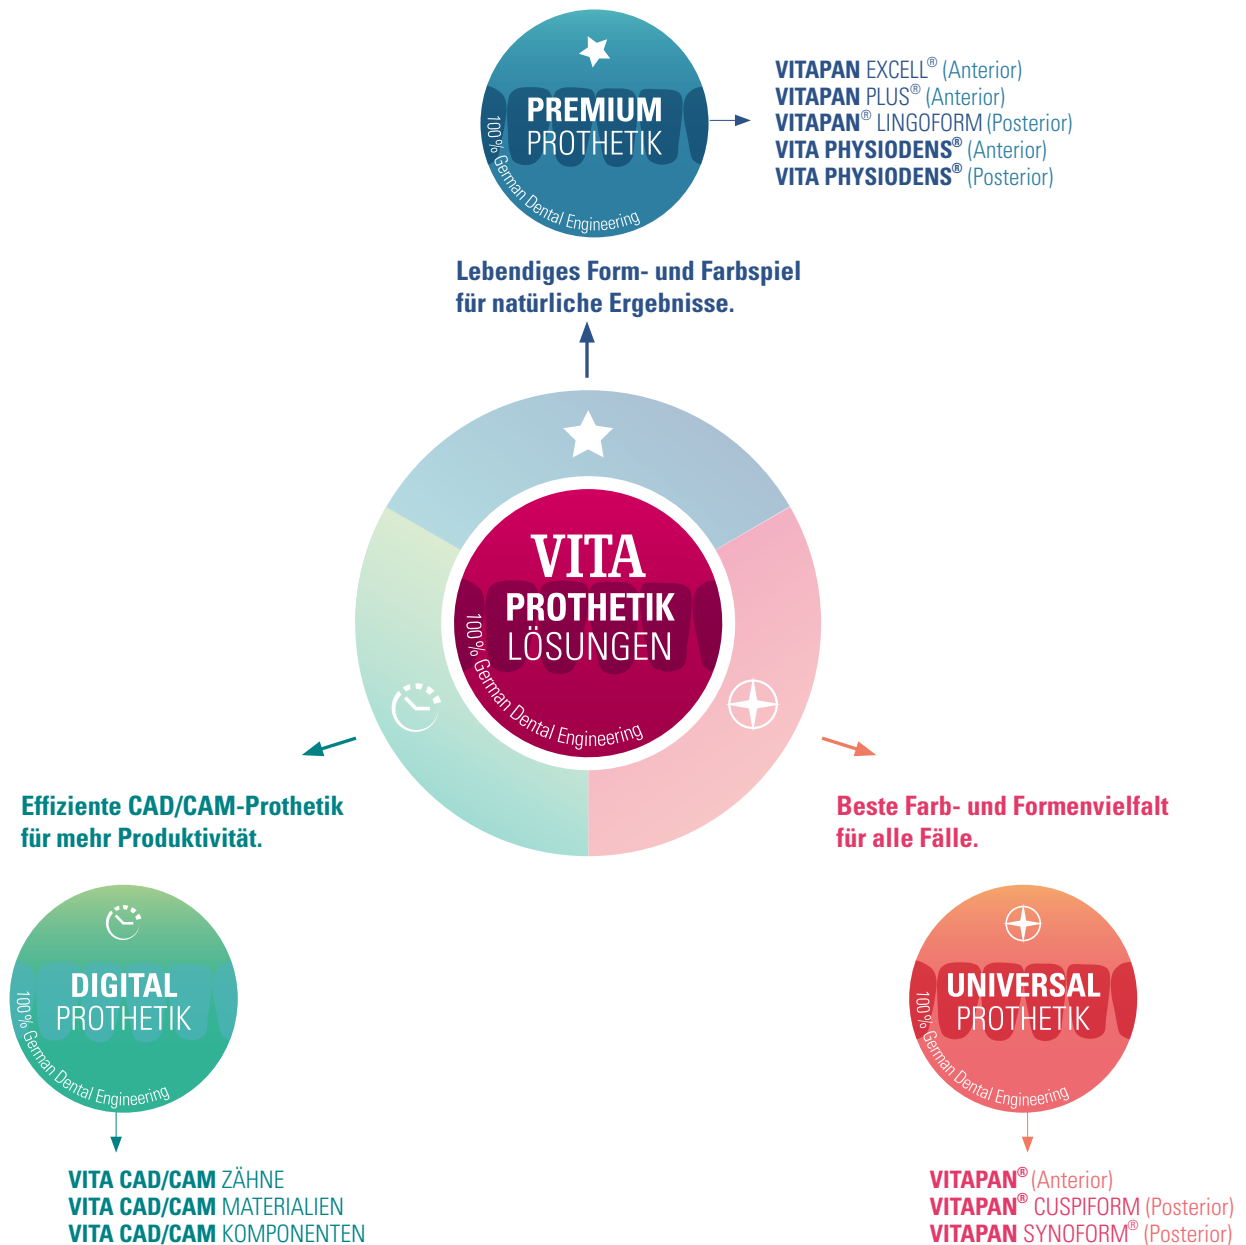 PREMIUM
PROTHETIK
100% German Dental Engineering
VITAPAN EXCELL® (Anterior)
VITAPAN PLUS® (Anterior)
VITAPAN® LINGOFORM (Posterior)
VITA PHYSIODENS® (Anterior)
VITA PHYSIODENS® (Posterior)
Lebendiges Form- und Farbspiel
für natürliche Ergebnisse.
VITA
PROTHETIK
LÖSUNGEN
100% German Dental Engineering
Effiziente CAD/CAM-Prothetik
für mehr Produktivität.
DIGITAL
PROTHETIK
100% German Dental Engineering
VITA CAD/CAM ZÄHNE
VITA CAD/CAM MATERIALIEN
VITA CAD/CAM KOMPONENTEN
Beste Farb- und Formenvielfalt
für alle Fälle.
UNIVERSAL
PROTHETIK
100% German Dental Engineering
VITAPAN® (Anterior)
VITAPAN® CUSPIFORM (Posterior)
VITAPAN SYNOFORM® (Posterior)